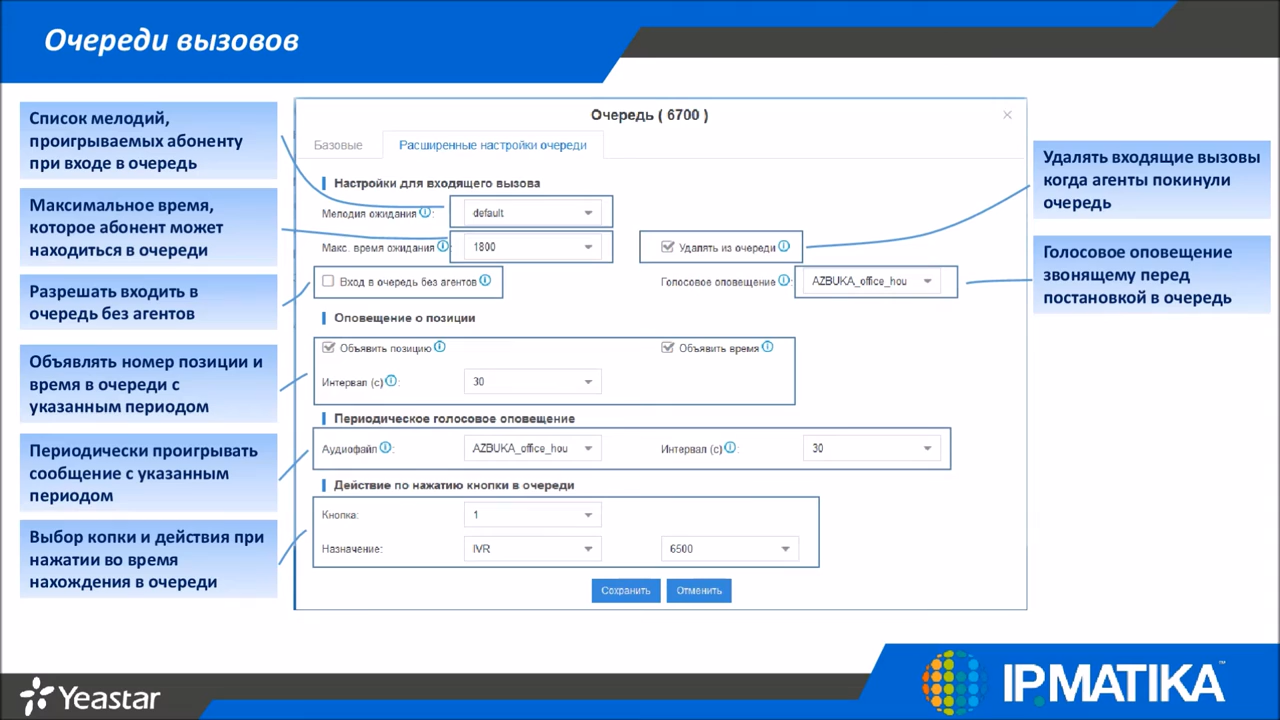 Очереди вызовов
Список мелодий,
проигрываемых абоненту
при входе в очередь
Максимальное время,
которое абонент может
находиться в очереди
Разрешать входить в
очередь без агентов
Объявлять номер позиции и
время в очереди с
указанным периодом
Периодически проигрывать
сообщение с указанным
периодом
Выбор копки и действия при
нажатии во время
нахождения в очереди
Очередь ( 6700 )
×
Базовые
Расширенные настройки очереди
Настройки для входящего вызова
Мелодия ожидания : default
Макс. время ожидания : 1800
Удалять из очереди
Вход в очередь без агентов
Голосовое оповещение : AZBUKA_office_hou
Оповещение о позиции
Объявить позицию
Объявить время
Интервал (с) : 30
Периодическое голосовое оповещение
Аудиофайл : AZBUKA_office_hou
Интервал (с) : 30
Действие по нажатию кнопки в очереди
Кнопка: 1
Назначение: IVR 6500
Сохранить
Отменить
Удалять входящие вызовы
когда агенты покинули
очередь
Голосовое оповещение
звонящему перед
постановкой в очередь
Yeastar
IPMATIKA™